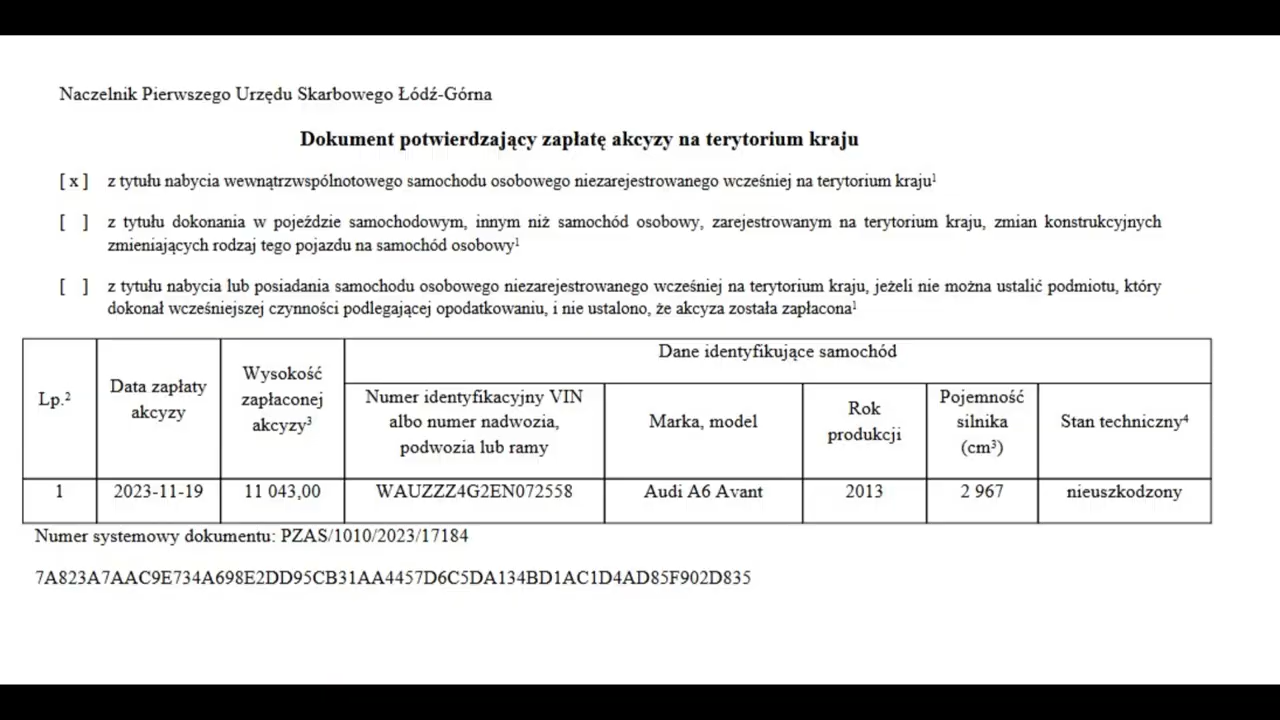 Naczelnik Pierwszego Urzędu Skarbowego Łódź-Górna
Dokument potwierdzający zapłatę akcyzy na terytorium kraju
[ x ] z tytułu nabycia wewnątrzwspólnotowego samochodu osobowego niezarejestrowanego wcześniej na terytorium kraju¹
[ ] z tytułu dokonania w pojeździe samochodowym, innym niż samochód osobowy, zarejestrowanym na terytorium kraju, zmian konstrukcyjnych
zmieniających rodzaj tego pojazdu na samochód osobowy¹
[ ] z tytułu nabycia lub posiadania samochodu osobowego niezarejestrowanego wcześniej na terytorium kraju, jeżeli nie można ustalić podmiotu, który
dokonał wcześniejszej czynności podlegającej opodatkowaniu, i nie ustalono, że akcyza została zapłacona¹
Lp.²
Data zapłaty
akcyzy
Wysokość
zapłaconej
akcyzy³
Dane identyfikujące samochód
Numer identyfikacyjny VIN
albo numer nadwozia,
podwozia lub ramy
Marka, model
Rok
produkcji
Pojemność
silnika
(cm³)
Stan techniczny⁴
1 2023-11-19 11 043,00 WAUZZZ4G2EN072558 Audi A6 Avant 2013 2 967 nieuszkodzony
Numer systemowy dokumentu: PZAS/1010/2023/17184
7A823A7AAC9E734A698E2DD95CB31AA4457D6C5DA134BD1AC1D4AD85F902D835